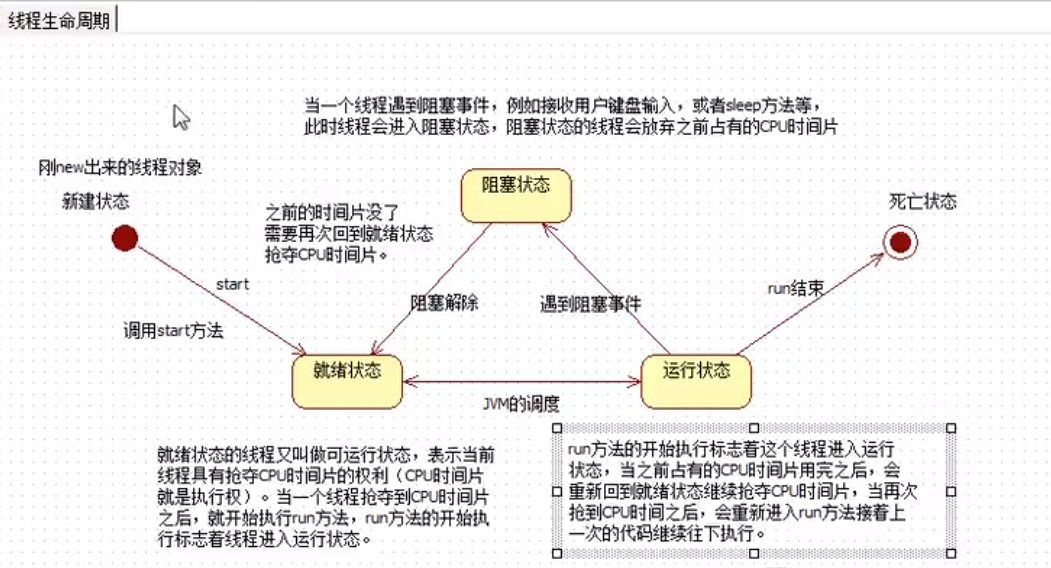 线程生命周期
当一个线程遇到阻塞事件，例如接收用户键盘输入，或者sleep方法等，
此时线程会进入阻塞状态，阻塞状态的线程会放弃之前占有的CPU时间片
刚new出来的线程对象
新建状态
阻塞状态
死亡状态
之前的时间片没了
需要再次回到就绪状态
抢夺CPU时间片。
start
调用start方法
阻塞解除
遇到阻塞事件
run结束
就绪状态
运行状态
JVM的调度
就绪状态的线程又叫做可运行状态，表示当前
线程具有抢夺CPU时间片的权利（CPU时间片
就是执行权）。当一个线程抢夺到CPU时间片
之后，就开始执行run方法，run方法的开始执
行标志着线程进入运行状态。
run方法的开始执行标志着这个线程进入运行
状态，当之前占有的CPU时间片用完之后，会
重新回到就绪状态继续抢夺CPU时间片，当再次
抢到CPU时间之后，会重新进入run方法接着上
一次的代码继续往下执行。